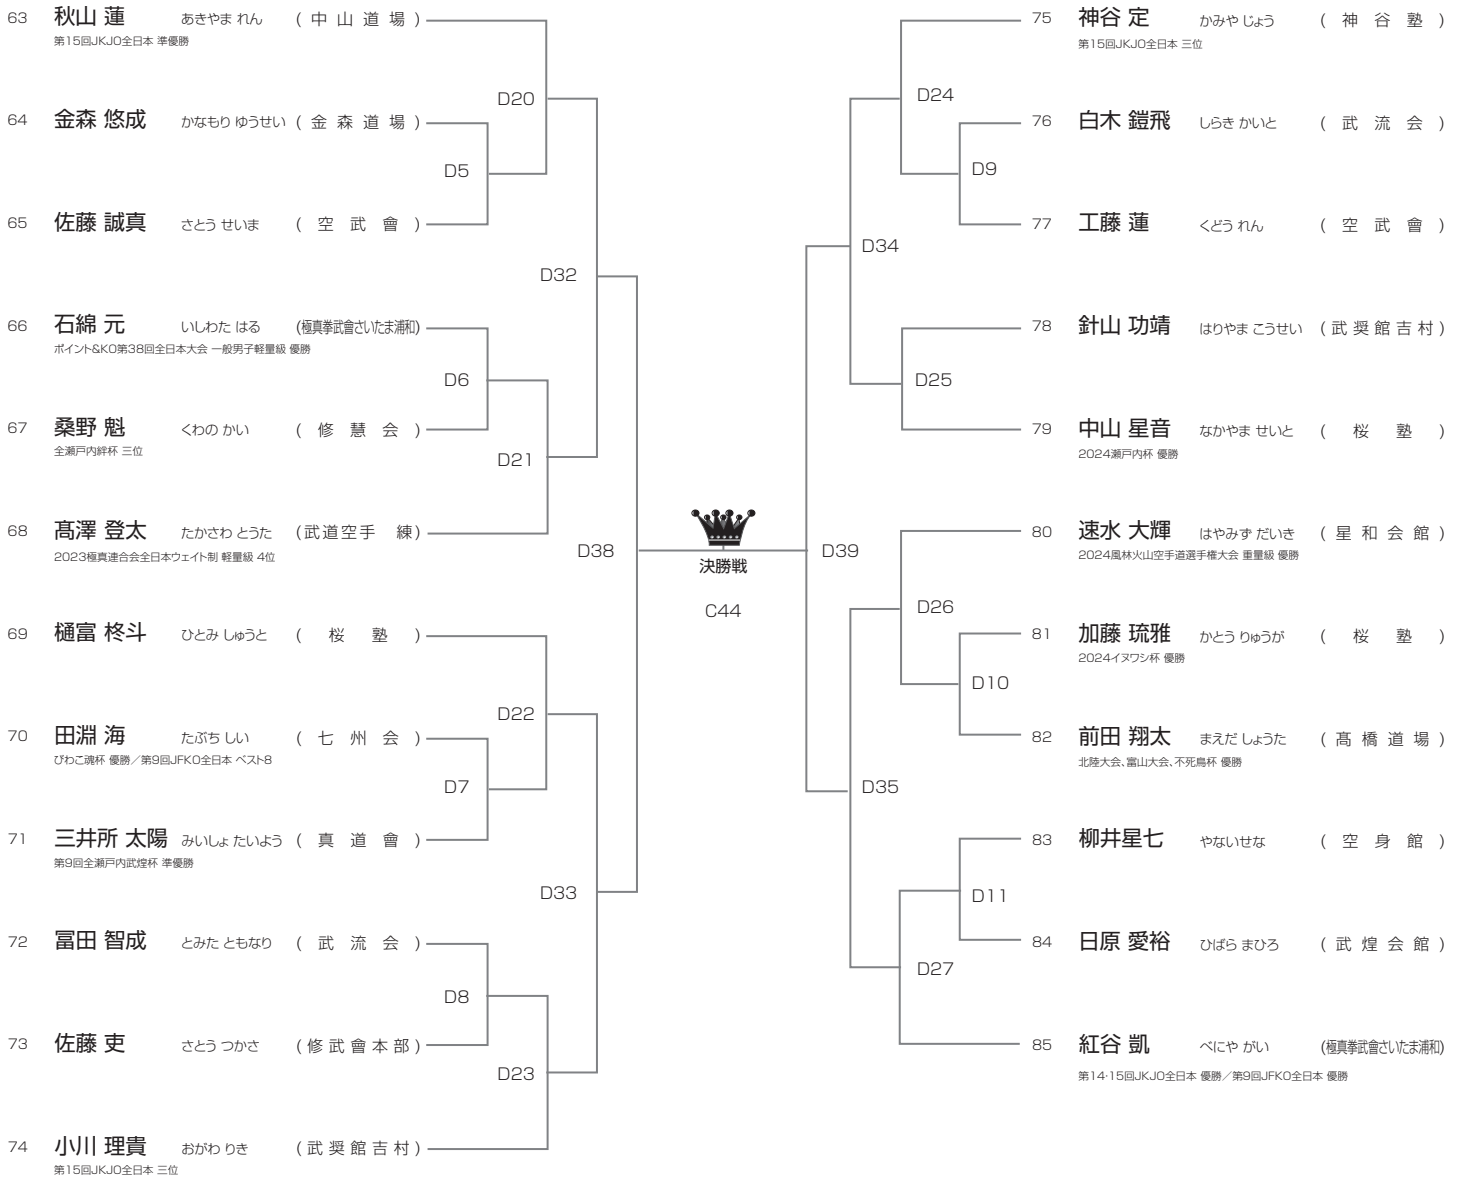 63 秋山 蓮 あきやま れん (中山道場)
第15回JKJO全日本 準優勝
D20
64 金森 悠成 かなもり ゆうせい (金森道場)
D5
65 佐藤 誠真 さとう せいま (空武會)
D32
66 石綿 元 いしわた はる (極真拳武會さいたま浦和)
ポイント&KO第38回全日本大会 一般男子軽量級 優勝
D6
67 桑野 魁 くわの かい (修慧会)
全瀬戸内絆杯 三位
D21
68 髙澤 登太 たかさわ とうた (武道空手 練)
2023極真連合会全日本ウェイト制 軽量級 4位
D38
69 樋富 柊斗 ひとみ しゅうと (桜塾)
D22
70 田淵 海 たぶち しい (七州会)
びわこ魂杯 優勝／第9回JFKO全日本 ベスト8
D7
71 三井所 太陽 みいしょ たいよう (真道會)
第9回全瀬戸内武煌杯 準優勝
D33
72 冨田 智成 とみた ともなり (武流会)
D8
73 佐藤 吏 さとう つかさ (修武會本部)
D23
74 小川 理貴 おがわ りき (武奨館吉村)
第15回JKJO全日本 三位
決勝戦
C44
75 神谷 定 かみや じょう (神谷塾)
第15回JKJO全日本 三位
D24
76 白木 鎧飛 しらき かいと (武流会)
D9
77 工藤 蓮 くどう れん (空武會)
D34
78 針山 功靖 はりやま こうせい (武奨館吉村)
D25
79 中山 星音 なかやま せいと (桜塾)
2024瀬戸内杯 優勝
80 速水 大輝 はやみず だいき (星和会館)
2024風林火山空手道選手権大会 重量級 優勝
D39
D26
81 加藤 琉雅 かとう りゅうが (桜塾)
2024イヌワシ杯 優勝
D10
82 前田 翔太 まえだ しょうた (髙橋道場)
北陸大会、富山大会、不死鳥杯 優勝
D35
83 柳井星七 やないせな (空身館)
D11
84 日原 愛裕 ひばら まひろ (武煌会館)
D27
85 紅谷 凱 べにや がい (極真拳武會さいたま浦和)
第14・15回JKJO全日本 優勝／第9回JFKO全日本 優勝